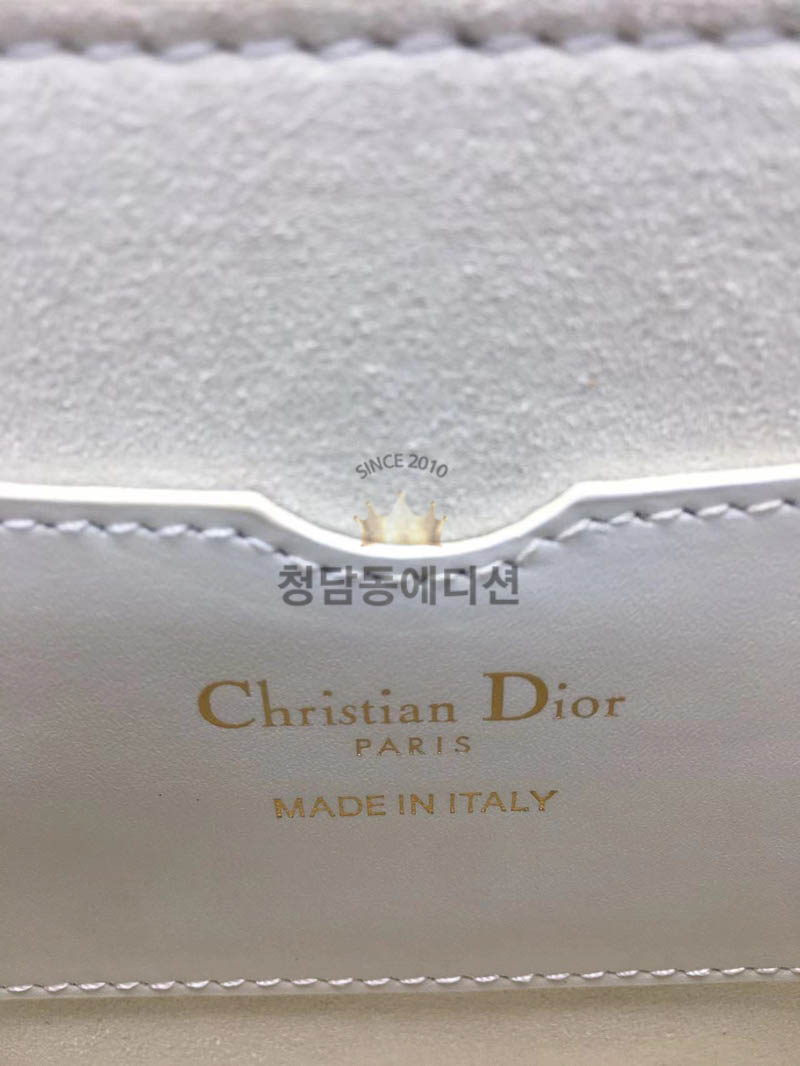 SINCE 2010
청담동에디션
Christian Dior
PARIS
MADE IN ITALY